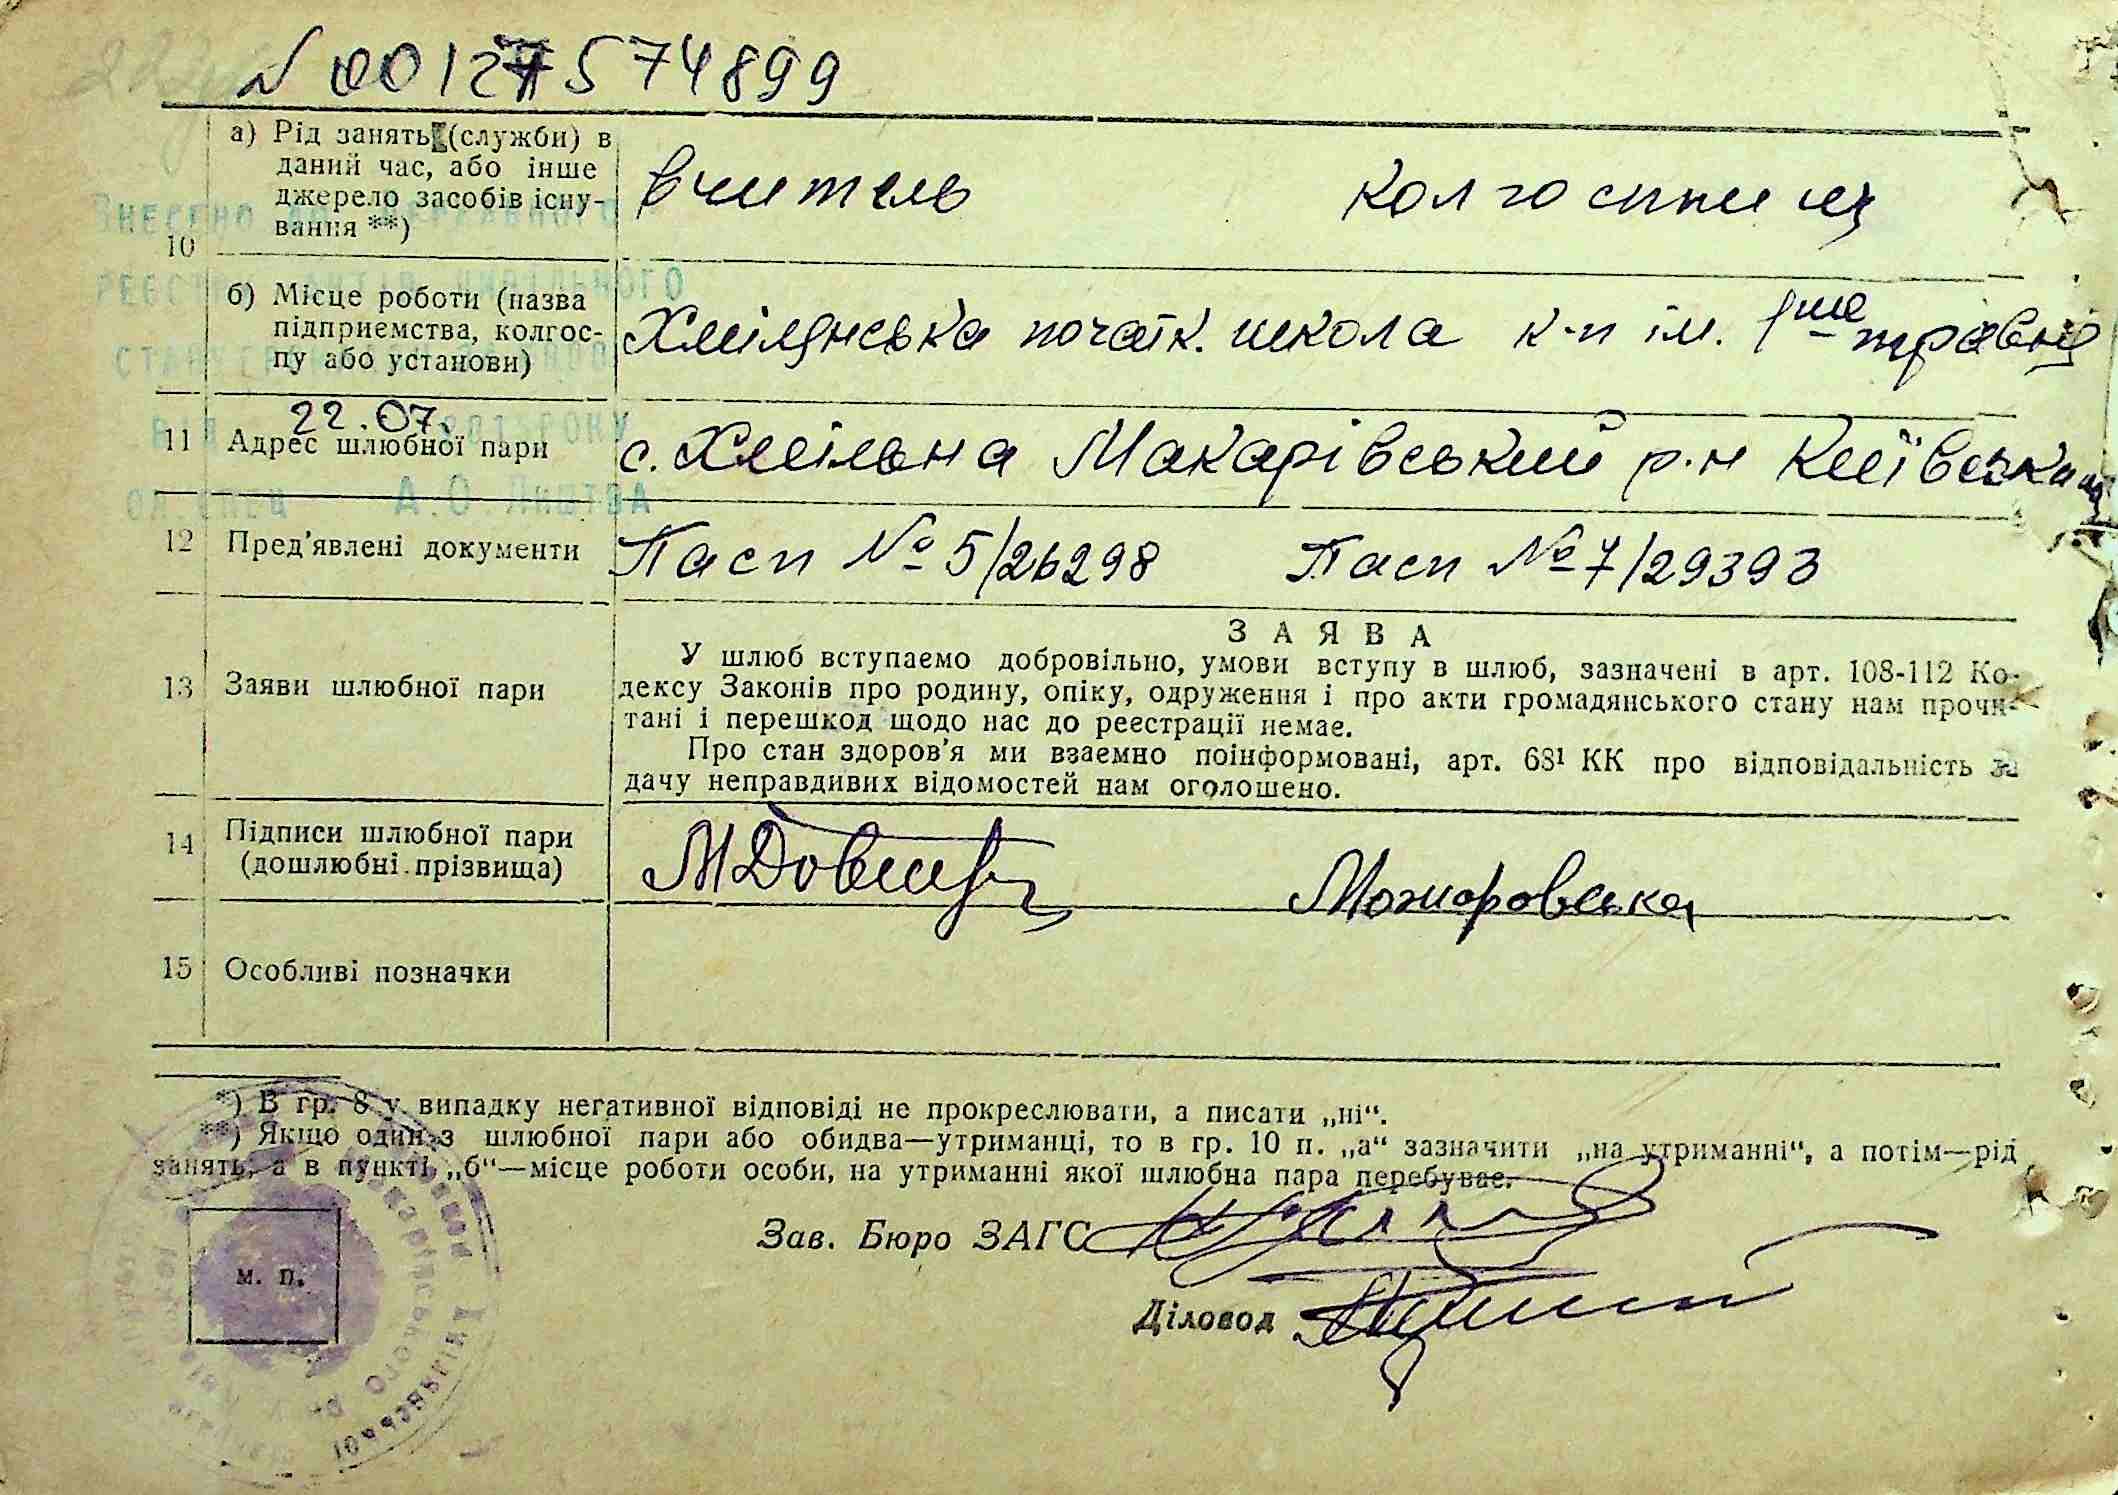 N 00127574899
а) Рід занять (служби) в
даний час, або інше
джерело засобів існу-
вання **)
вчитель колгоспниця
10
б) Місце роботи (назва
підприємства, колгос-
пу або установи)
Хмілянська початк. школа к-п ім. 1ше травня
22.07.
11 Адрес шлюбної пари
с. Хмільна Макарівський р-н Київська
12 Пред'явлені документи
Пасп № 5/26298 Пасп № 7/29393
13 Заяви шлюбної пари
ЗАЯВА
У шлюб вступаємо добровільно, умови вступу в шлюб, зазначені в арт. 108-112 Ко-
дексу Законів про родину, опіку, одруження і про акти громадянського стану нам прочи-
тані і перешкод щодо нас до реєстрації немає.
Про стан здоров'я ми взаємно поінформовані, арт. 68¹ КК про відповідальність за
дачу неправдивих відомостей нам оголошено.
14 Підписи шлюбної пари
(дошлюбні прізвища)
Можаровська
15 Особливі позначки
*) В гр. 8 у випадку негативної відповіді не прокреслювати, а писати „ні“.
**) Якщо один з шлюбної пари або обидва—утриманці, то в гр. 10 п. „а“ зазначити „на утриманні“, а потім—рід
занять, а в пункті „б“—місце роботи особи, на утриманні якої шлюбна пара перебуває.
Зав. Бюро ЗАГС
Діловод
м. п.